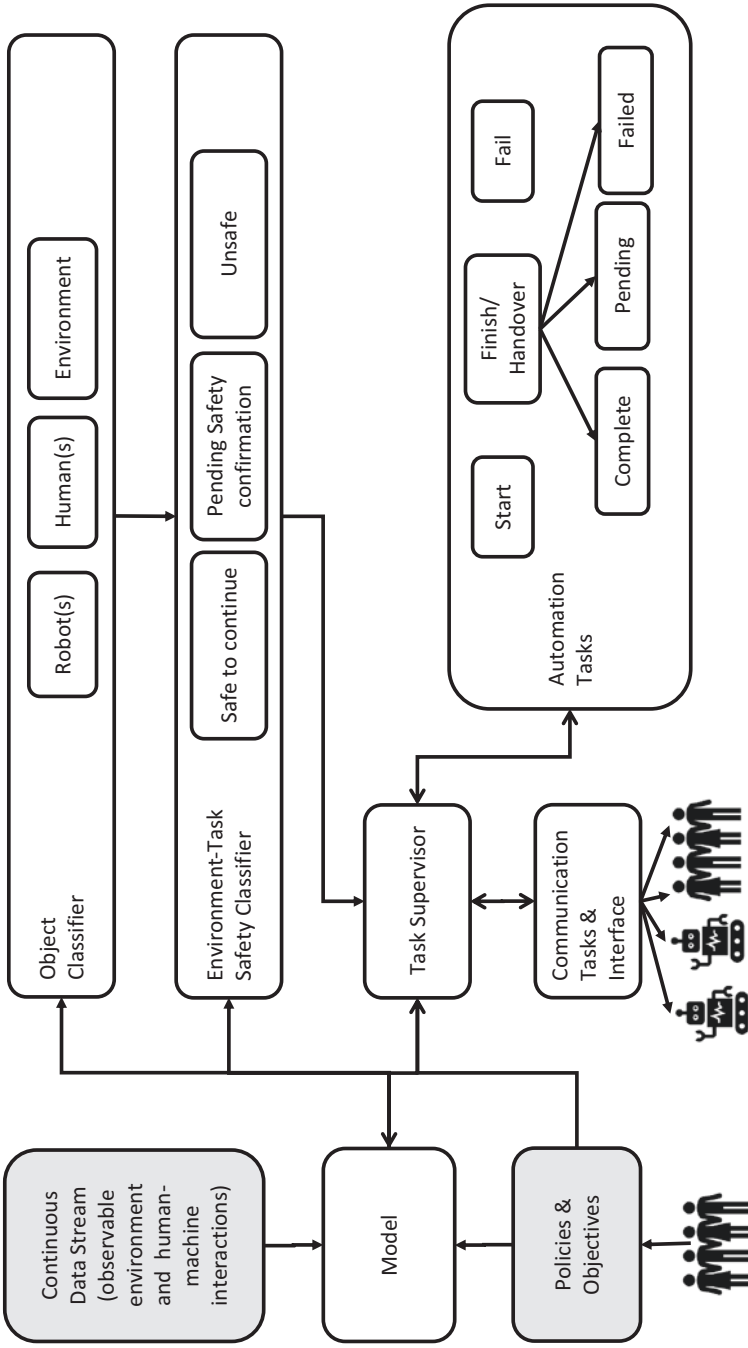 Continuous
Data Stream
(observable
environment
and human-
machine
interactions)
Model
Policies &
Objectives
Object
Classifier
Robot(s)
Human(s)
Environment
Environment-Task
Safety Classifier
Safe to continue
Pending Safety
confirmation
Unsafe
Task Supervisor
Communication
Tasks &
Interface
Automation
Tasks
Start
Finish/
Handover
Fail
Complete
Pending
Failed